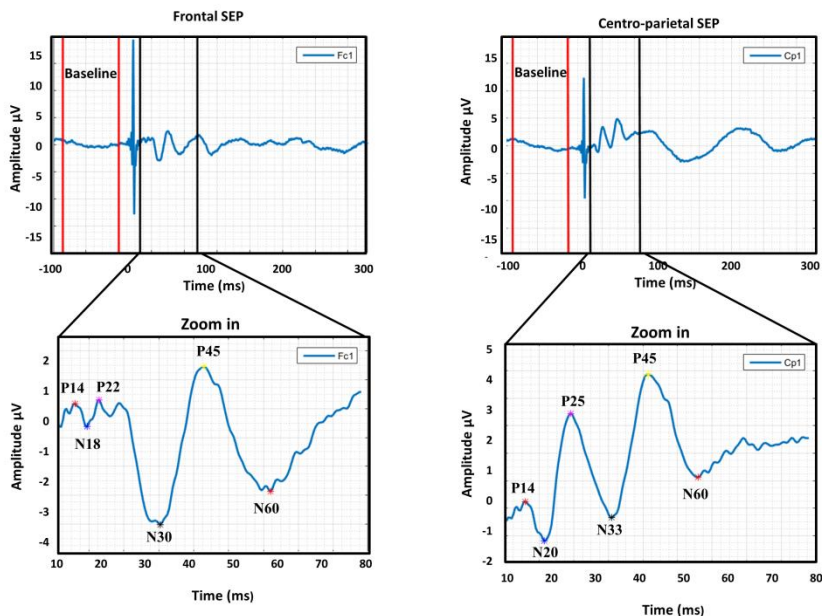 Frontal SEP
15
10
5
0
-5
-10
-15
Amplitude µV
Baseline
Fc1
-100
0
100
200
300
Time (ms)
Centro-parietal SEP
15
10
5
0
-5
-10
-15
-
Amplitude µV
Baseline
Cp1
-100
0
100
200
300
Time (ms)
Zoom in
2
1
0
-1
-2
-3
-4
Amplitude µV
Fc1
P14
P22
N18
P45
N30
N60
10
20
30
40
50
60
70
80
Time (ms)
Zoom in
5
4
3
2
1
0
-1
-2
Amplitude µV
Cp1
P14
P25
P45
N20
N33
N60
10
20
30
40
50
60
70
80
Time (ms)